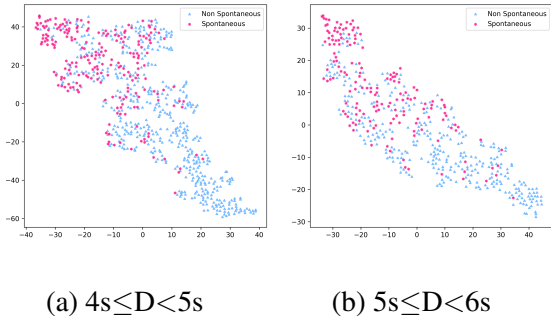 Non Spontaneous
Spontaneous
40
20
0
−20
−40
−60
−40 −30 −20 −10 0 10 20 30 40
Non Spontaneous
Spontaneous
30
20
10
0
−10
−20
−30
−30 −20 −10 0 10 20 30 40
(a) 4s≤D<5s
(b) 5s≤D<6s